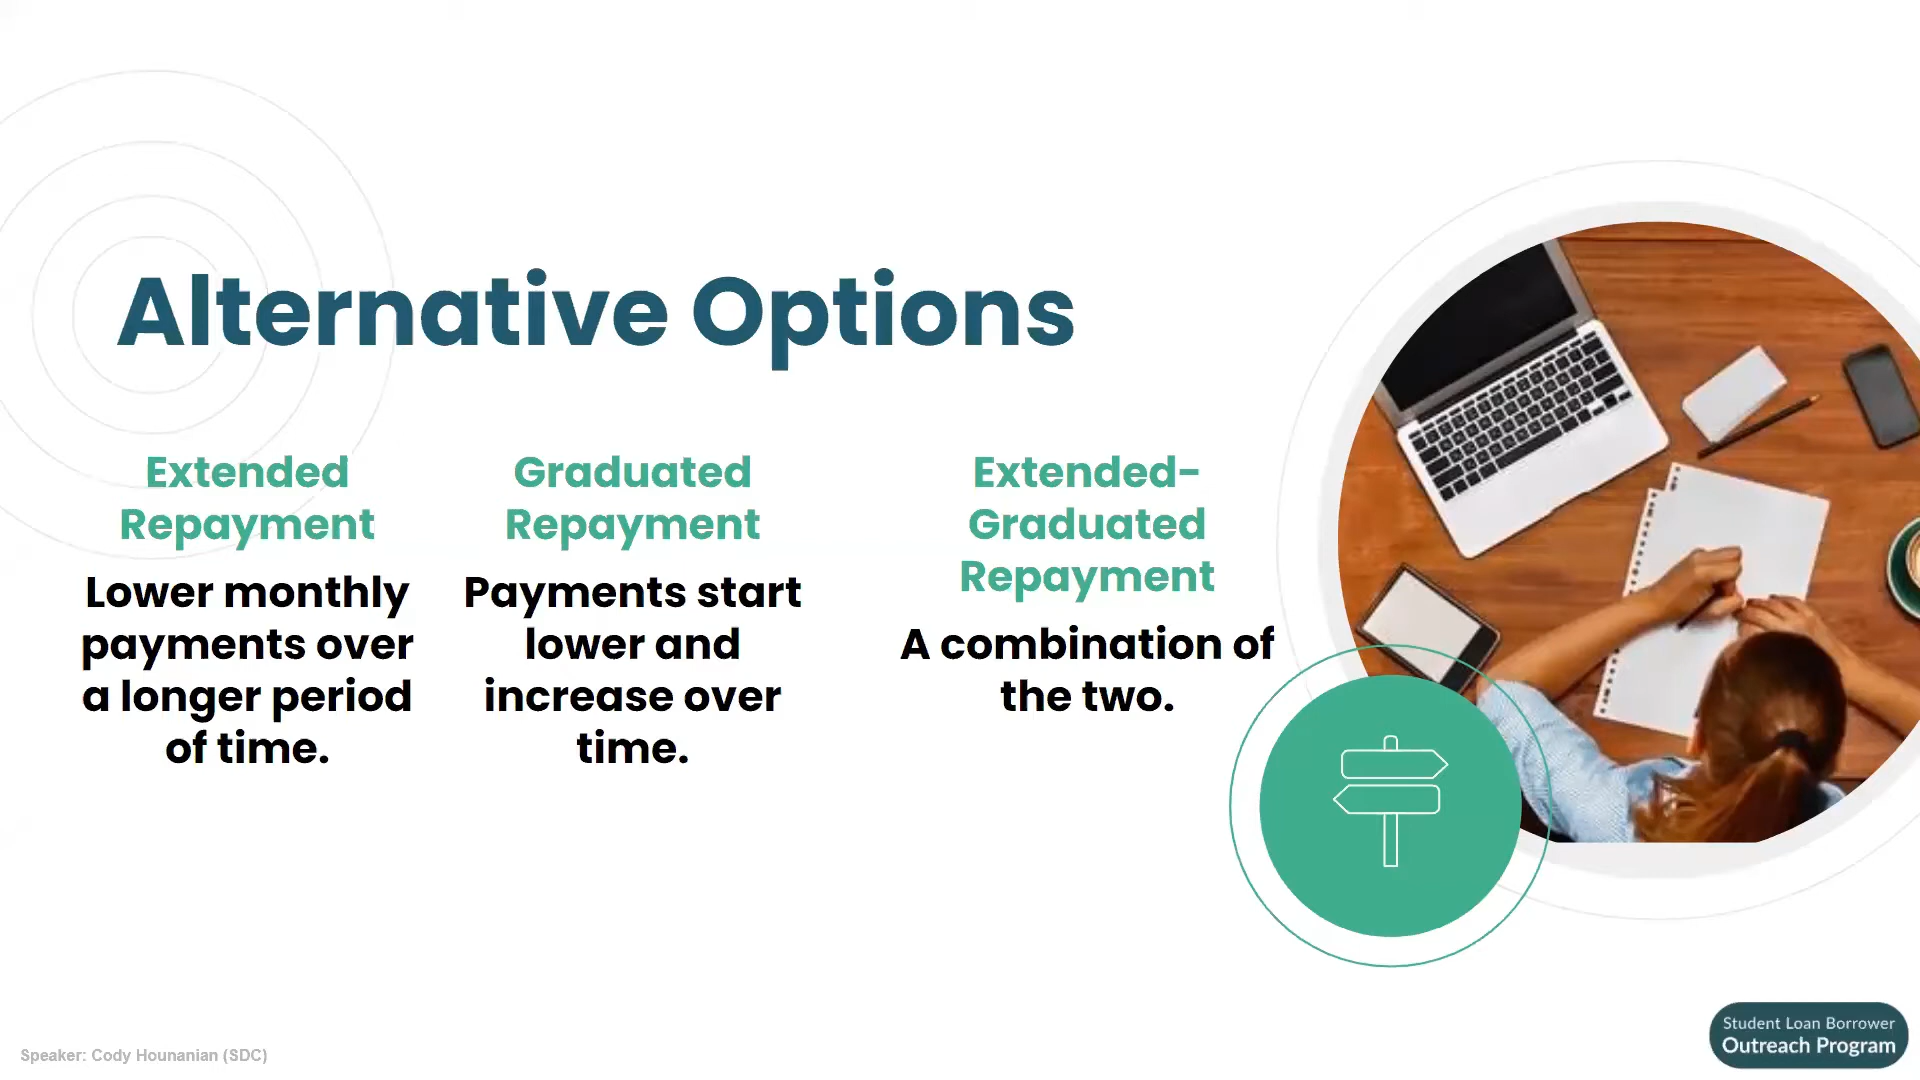 Alternative Options
Extended
Repayment
Lower monthly
payments over
a longer period
of time.
Graduated
Repayment
Payments start
lower and
increase over
time.
Extended-
Graduated
Repayment
A combination of
the two.
Speaker: Cody Hounanian (SDC)
Student Loan Borrower
Outreach Program